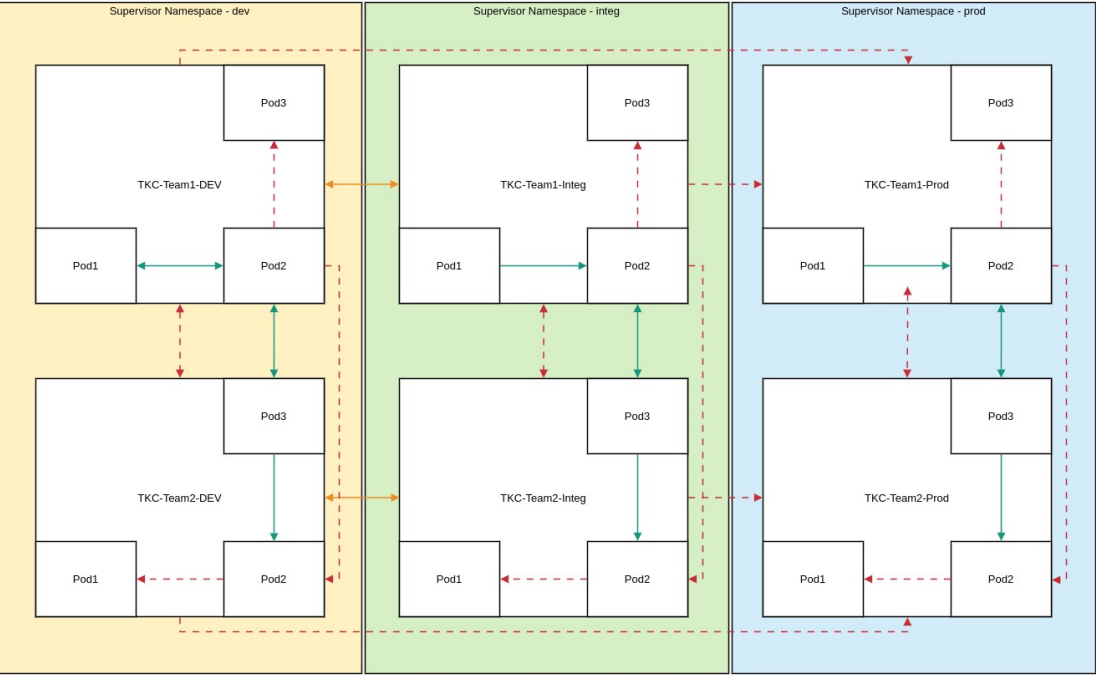 Supervisor Namespace - dev
Supervisor Namespace - integ
Supervisor Namespace - prod
Pod3
TKC-Team1-DEV
Pod1
Pod2
Pod3
TKC-Team1-Integ
Pod1
Pod2
Pod3
TKC-Team1-Prod
Pod1
Pod2
Pod3
TKC-Team2-DEV
Pod1
Pod2
Pod3
TKC-Team2-Integ
Pod1
Pod2
Pod3
TKC-Team2-Prod
Pod1
Pod2